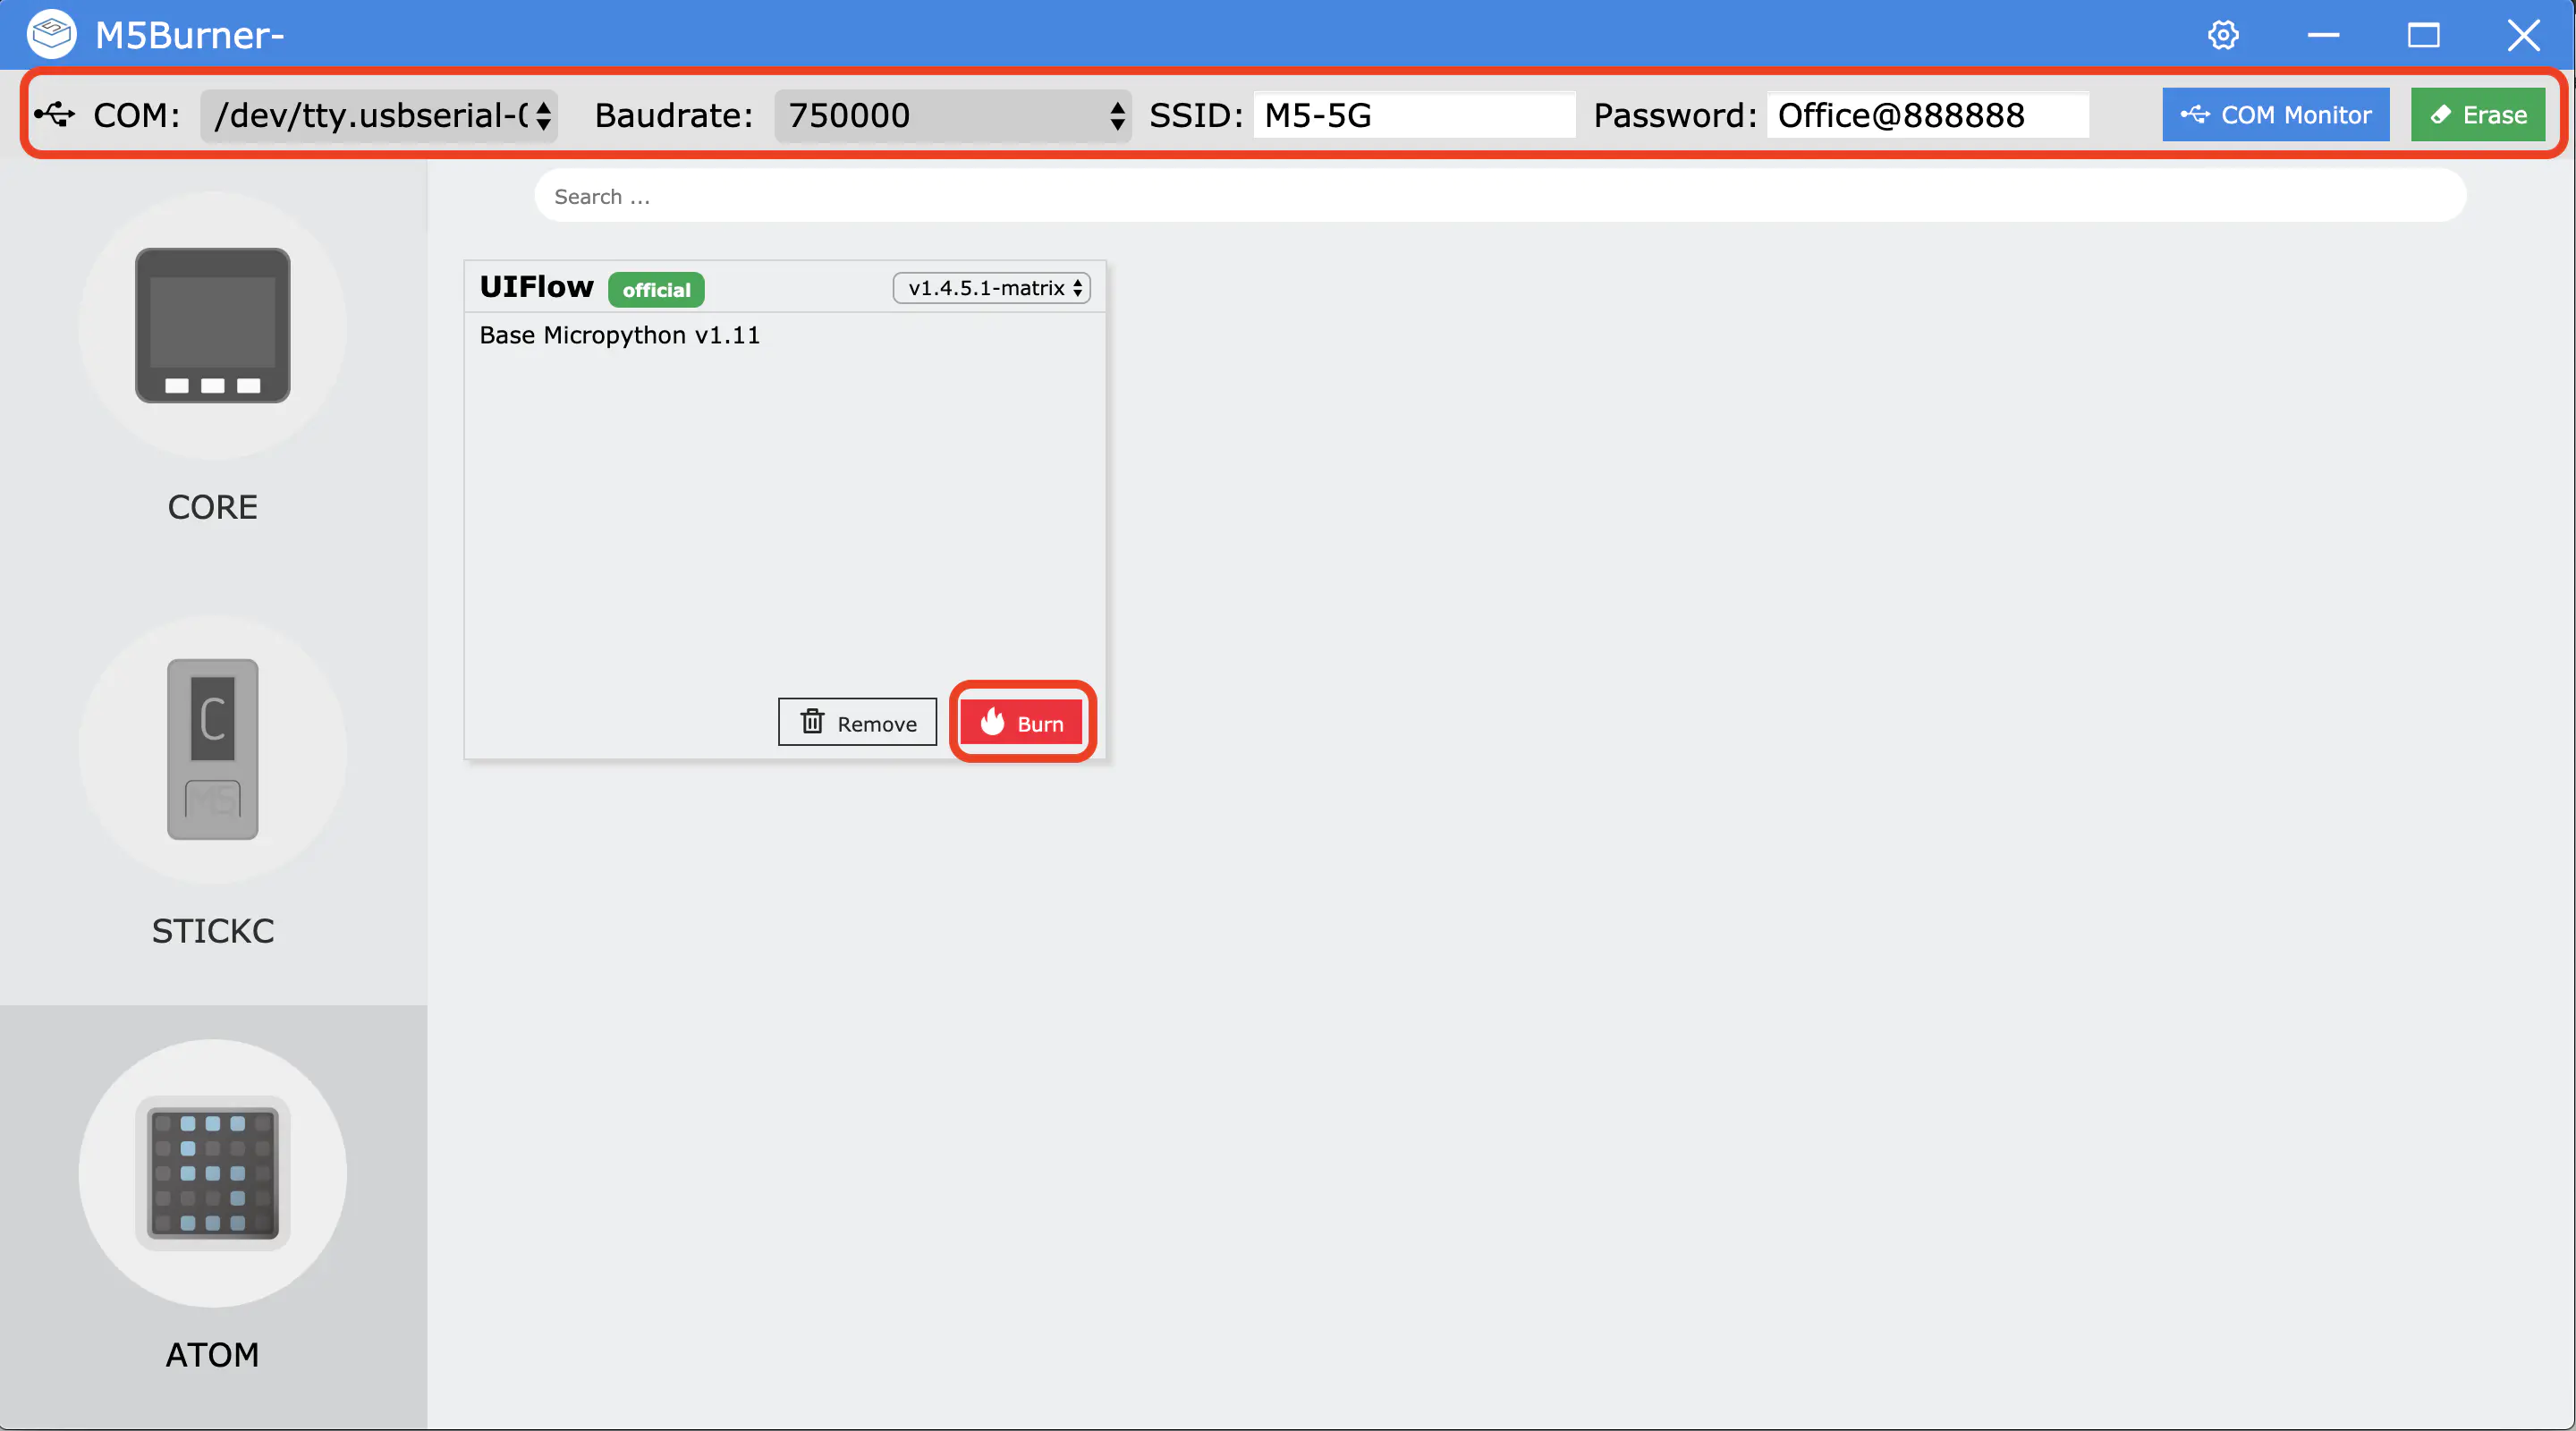 M5Burner-
COM: /dev/tty.usbserial-( Baudrate: 750000 SSID: M5-5G Password: Office@888888 COM Monitor Erase
Search ...
UIFlow official v1.4.5.1-matrix
Base Micropython v1.11
Remove Burn
CORE
C
M5
STICKC
ATOM